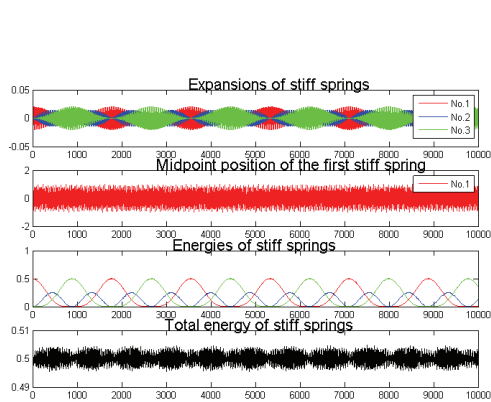 Expansions of stiff springs
0.05
0
-0.05
No.1
No.2
No.3
0 1000 2000 3000 4000 5000 6000 7000 8000 9000 10000
Midpoint position of the first stiff spring
2
0
-2
No.1
0 1000 2000 3000 4000 5000 6000 7000 8000 9000 10000
Energies of stiff springs
1
0.5
0
0 1000 2000 3000 4000 5000 6000 7000 8000 9000 10000
Total energy of stiff springs
0.51
0.5
0.49
0 1000 2000 3000 4000 5000 6000 7000 8000 9000 10000